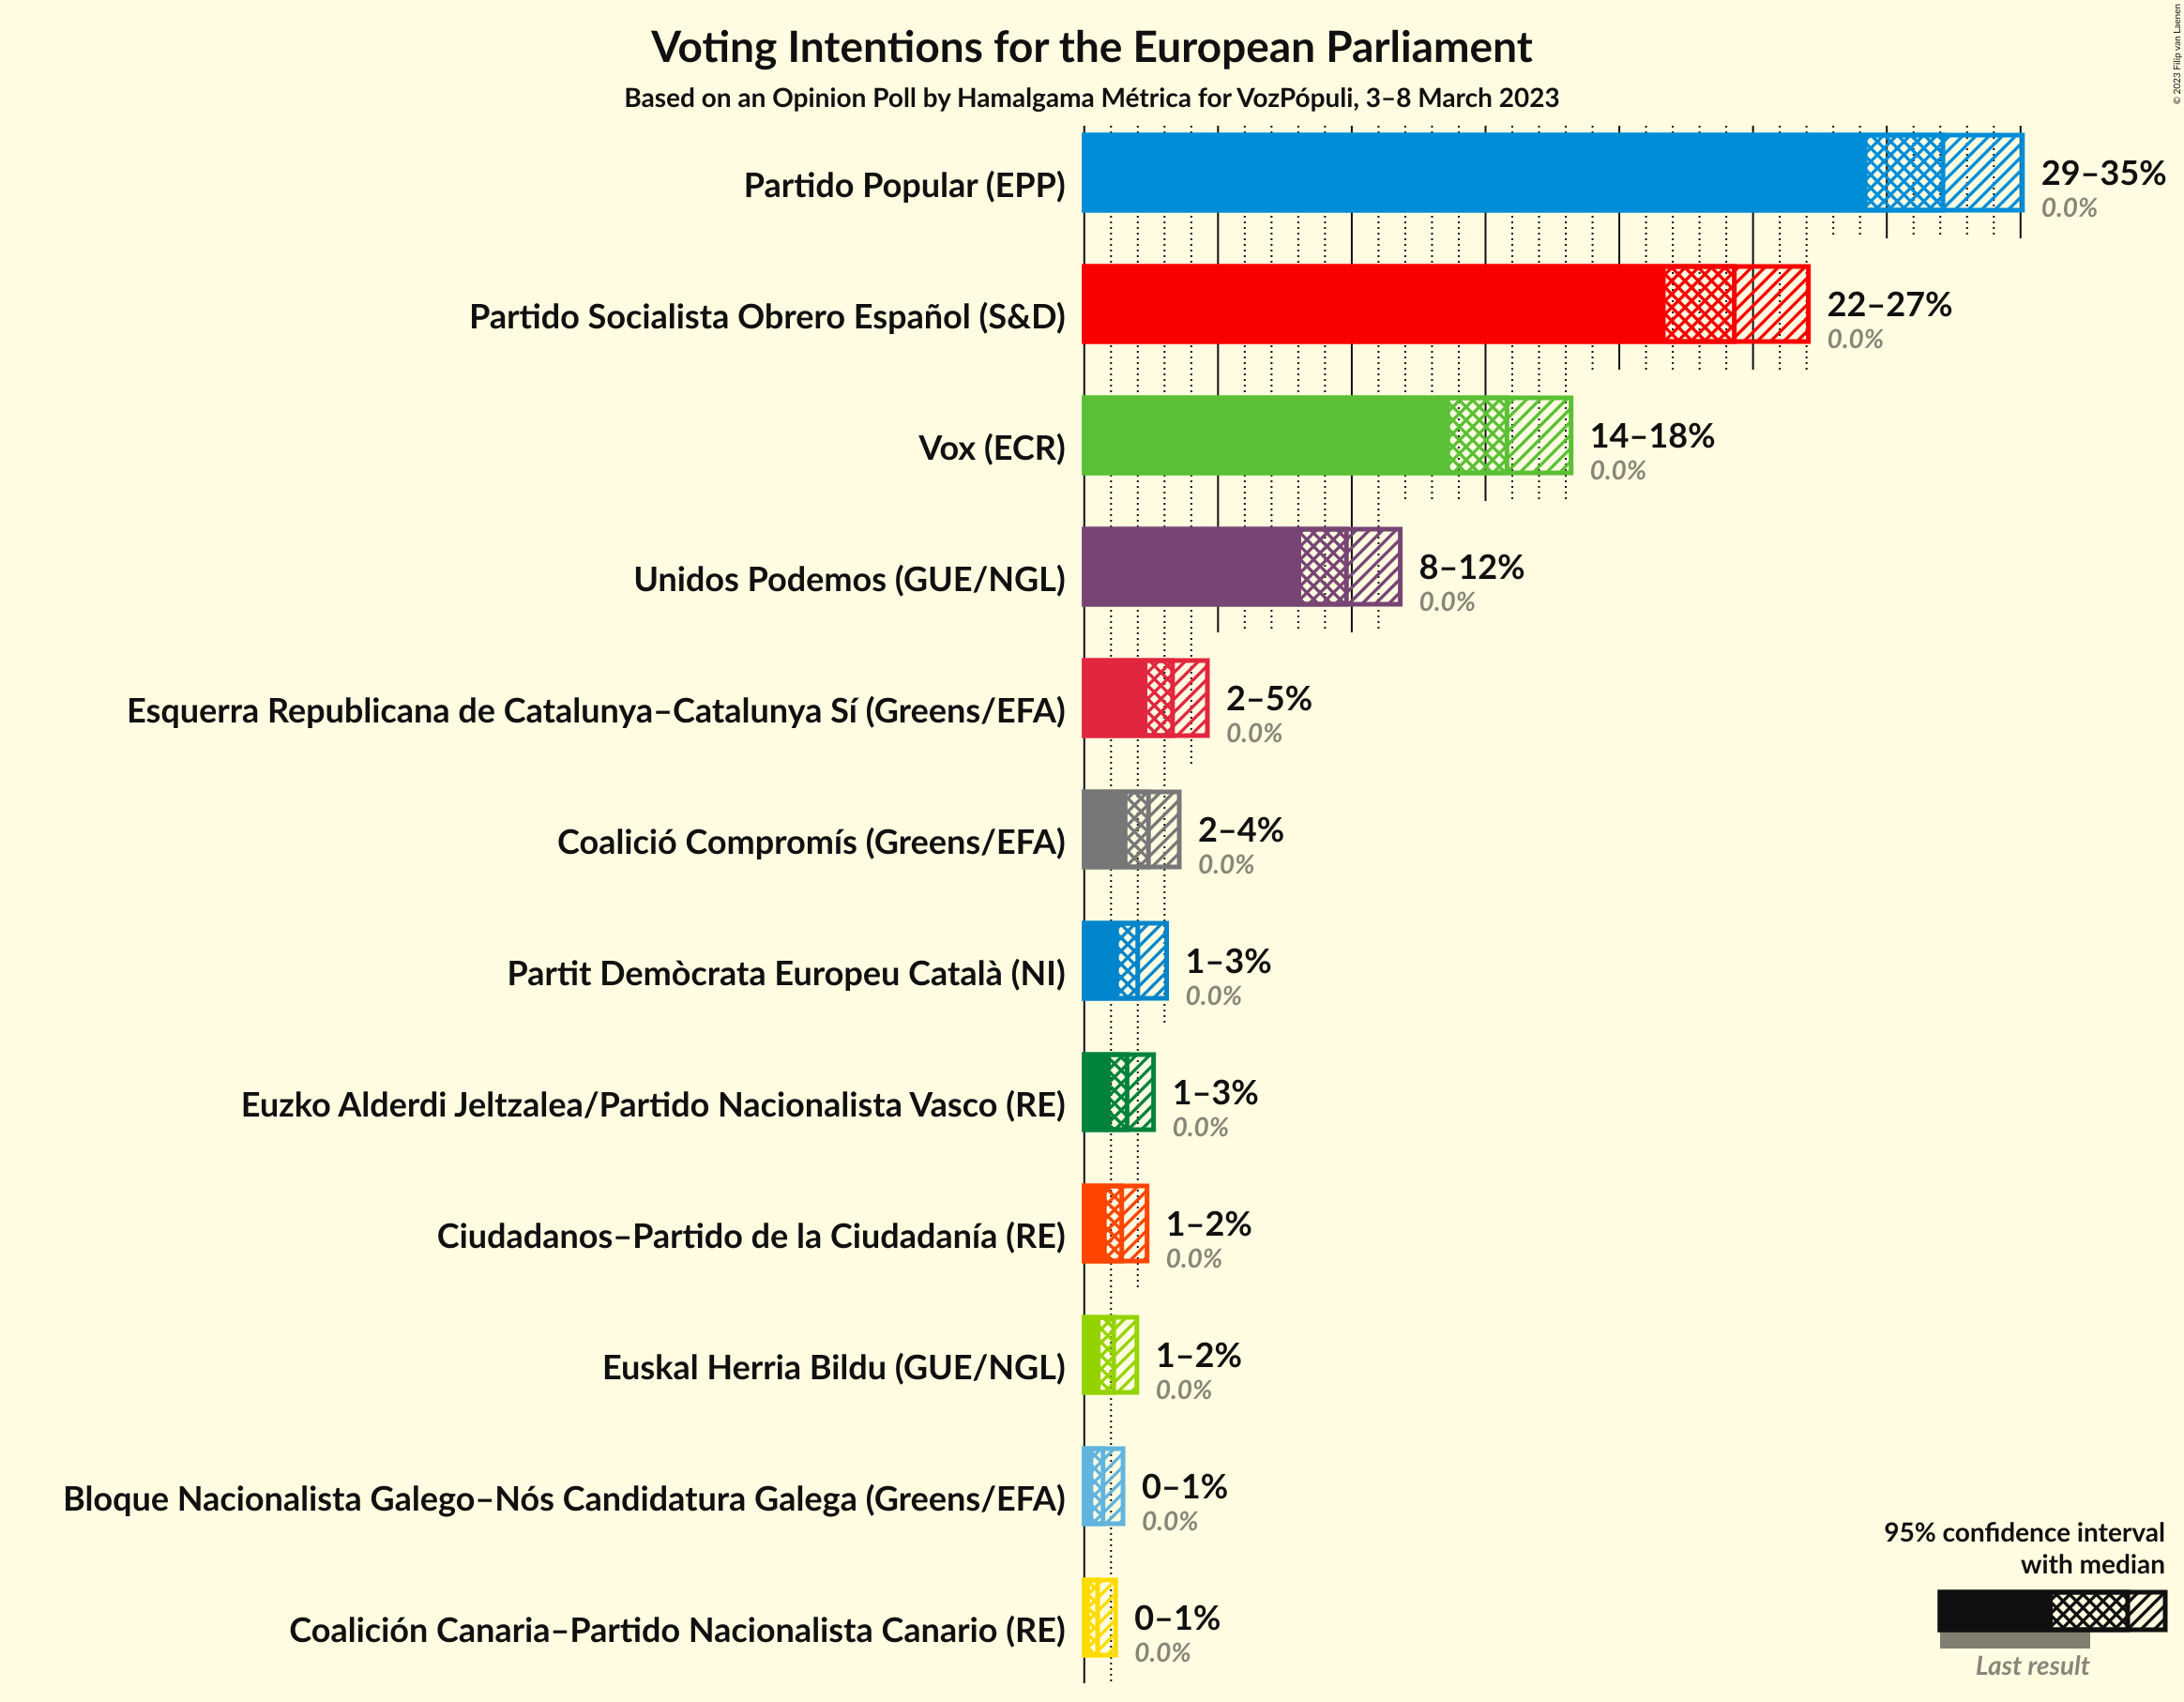 Voting Intentions for the European Parliament
Based on an Opinion Poll by Hamalgama Métrica for VozPópuli, 3–8 March 2023
© 2023 Filip van Laenen
Partido Popular (EPP)
29–35%
0.0%
Partido Socialista Obrero Español (S&D)
22–27%
0.0%
Vox (ECR)
14–18%
0.0%
Unidos Podemos (GUE/NGL)
8–12%
0.0%
Esquerra Republicana de Catalunya–Catalunya Sí (Greens/EFA)
2–5%
0.0%
Coalició Compromís (Greens/EFA)
2–4%
0.0%
Partit Demòcrata Europeu Català (NI)
1–3%
0.0%
Euzko Alderdi Jeltzalea/Partido Nacionalista Vasco (RE)
1–3%
0.0%
Ciudadanos–Partido de la Ciudadanía (RE)
1–2%
0.0%
Euskal Herria Bildu (GUE/NGL)
1–2%
0.0%
Bloque Nacionalista Galego–Nós Candidatura Galega (Greens/EFA)
0–1%
0.0%
Coalición Canaria–Partido Nacionalista Canario (RE)
0–1%
0.0%
95% confidence interval
with median
Last result